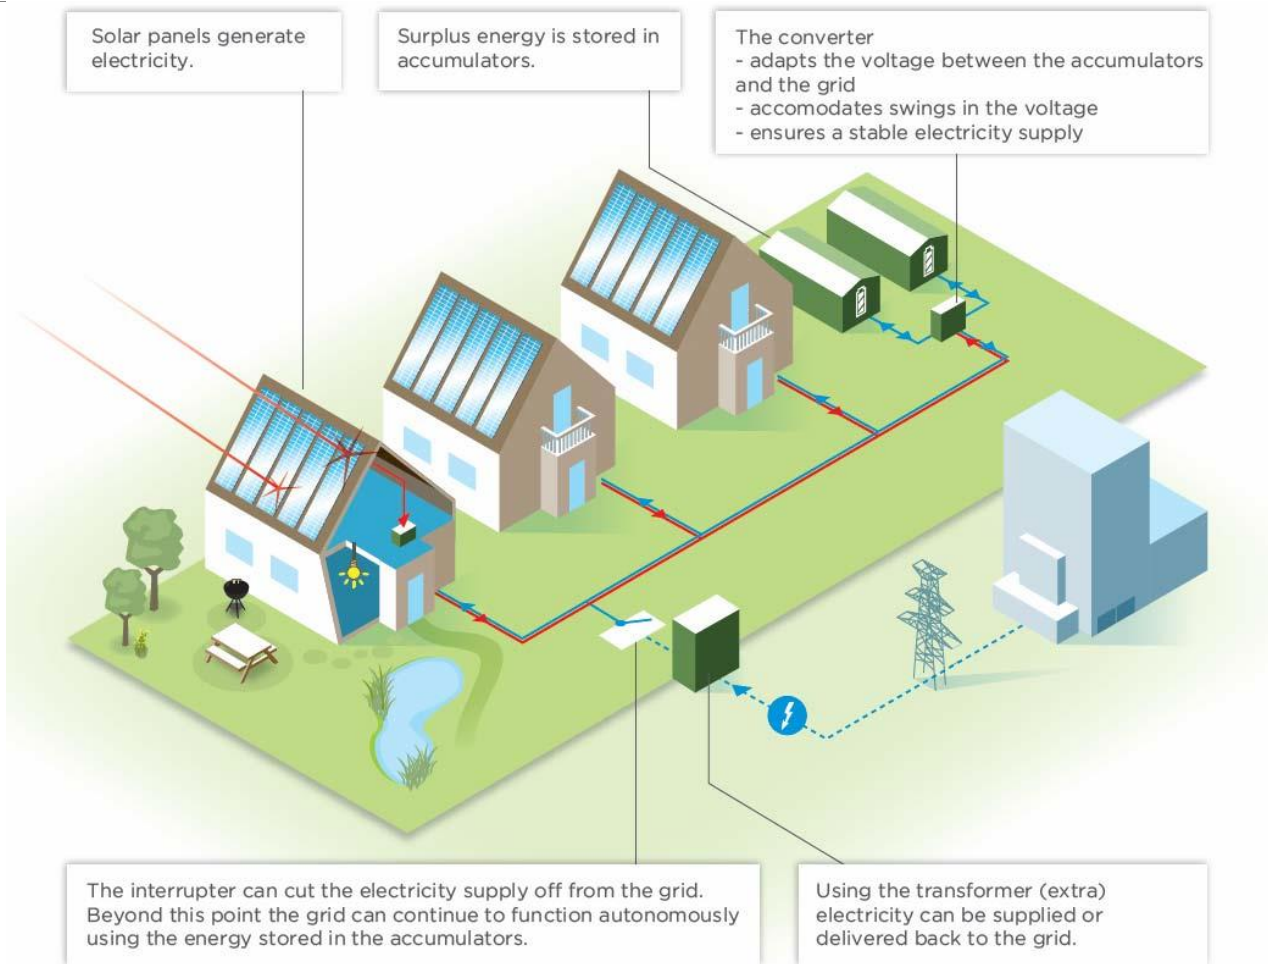 Solar panels generate
electricity.
Surplus energy is stored in
accumulators.
The converter
- adapts the voltage between the accumulators
and the grid
- accomodates swings in the voltage
- ensures a stable electricity supply
The interrupter can cut the electricity supply off from the grid.
Beyond this point the grid can continue to function autonomously
using the energy stored in the accumulators.
Using the transformer (extra)
electricity can be supplied or
delivered back to the grid.